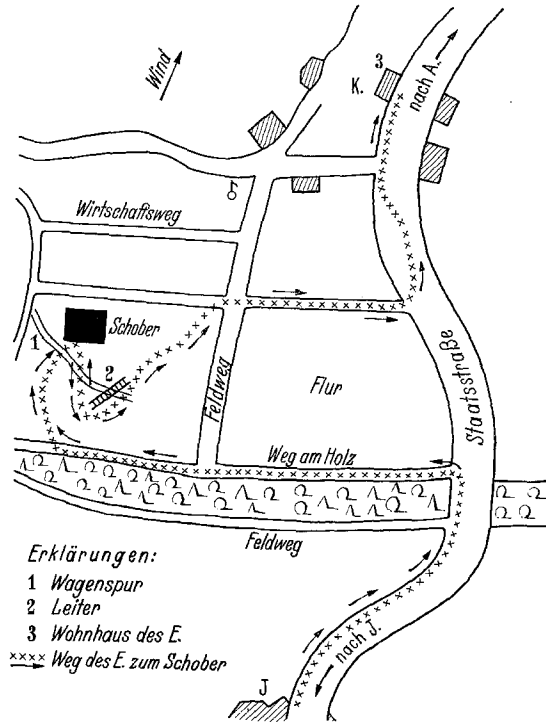 Wind
K.
3
nach A.
Wirtschaftsweg
Schober
1
2
Feldweg
Flur
Staatsstraße
Weg am Holz
Feldweg
Erklärungen:
1 Wagenspur
2 Leiter
3 Wohnhaus des E.
xxxxx Weg des E. zum Schober
nach J.
J